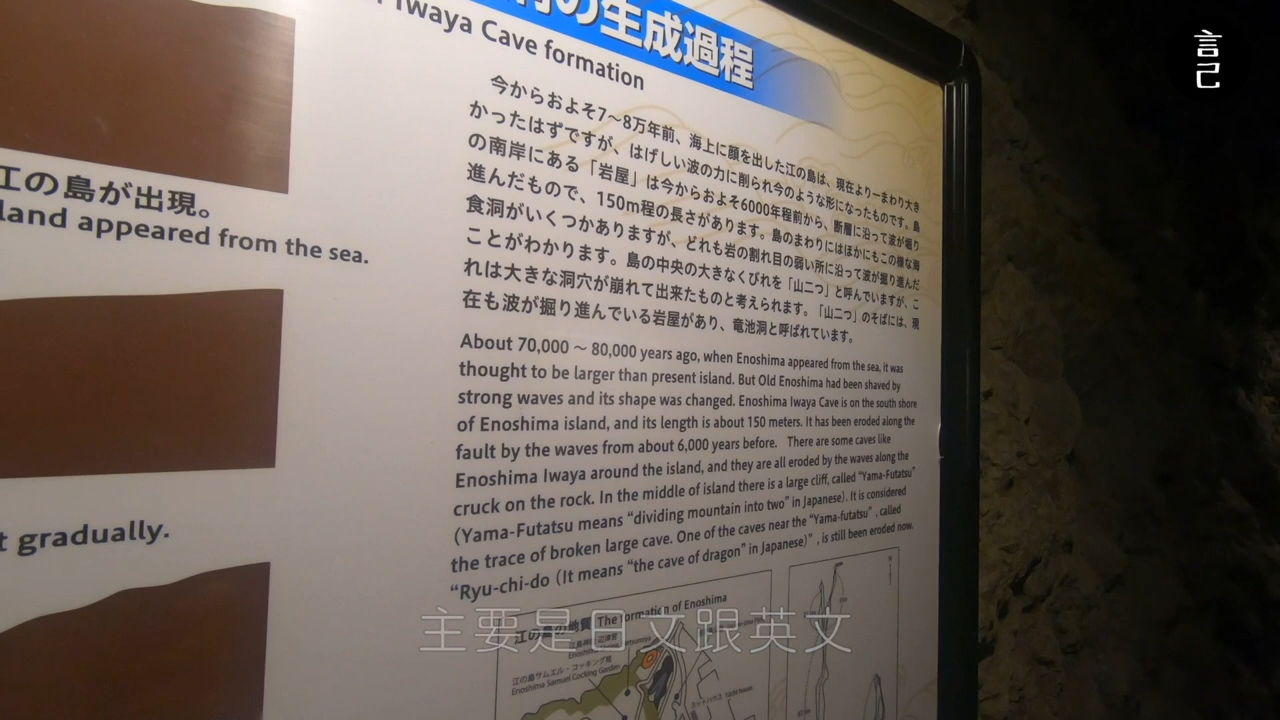 の生成過程
Iwaya Cave formation
今からおよそ7～8万年前、海上に顔を出した江の島は、現在より一まわり大き
かったはずですが、はげしい波の力に削られ今のような形になったものです。島
の南岸にある「岩屋」は今からおよそ6000年程前から、断層に沿って波が掘り
進んだもので、150m程の長さがあります。島のまわりにはほかにもこの様な海
食洞がいくつかありますが、どれも岩の割れ目の弱い所に沿って波が掘り進んだ
ことがわかります。島の中央の大きなくびれを「山二つ」と呼んでいますが、こ
れは大きな洞穴が崩れて出来たものと考えられます。「山二つ」のそばには、現
在も波が掘り進んでいる岩屋があり、竜池洞と呼ばれています。
About 70,000 ～ 80,000 years ago, when Enoshima appeared from the sea, it was
thought to be larger than present island. But Old Enoshima had been shaved by
strong waves and its shape was changed. Enoshima Iwaya Cave is on the south shore
of Enoshima island, and its length is about 150 meters. It has been eroded along the
fault by the waves from about 6,000 years before. There are some caves like
Enoshima Iwaya around the island, and they are all eroded by the waves along the
cruck on the rock. In the middle of island there is a large cliff, called “Yama-Futatsu”
(Yama-Futatsu means “dividing mountain into two” in Japanese). It is considered
the trace of broken large cave. One of the caves near the “Yama-futatsu” , called
“Ryu-chi-do (It means “the cave of dragon” in Japanese)” , is still been eroded now.
江の島が出現。
land appeared from the sea.
t gradually.
江の島の地質 The formation of Enoshima
江の島サムエル・コッキング苑
Enoshima Samuel Cocking Garden
主要是日文跟英文
言己